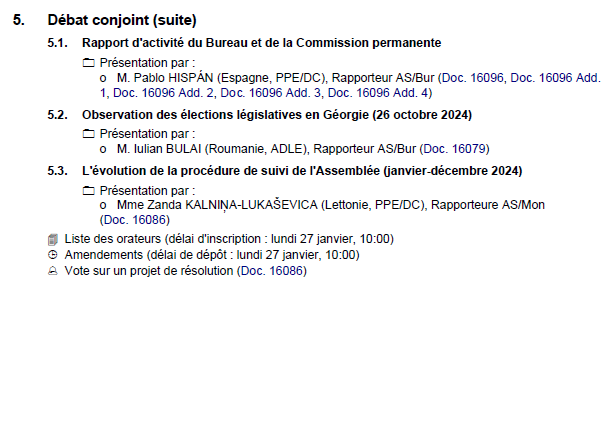 5. Débat conjoint (suite)
5.1. Rapport d'activité du Bureau et de la Commission permanente
Présentation par :
o M. Pablo HISPÁN (Espagne, PPE/DC), Rapporteur AS/Bur (Doc. 16096, Doc. 16096 Add.
1, Doc. 16096 Add. 2, Doc. 16096 Add. 3, Doc. 16096 Add. 4)
5.2. Observation des élections législatives en Géorgie (26 octobre 2024)
Présentation par :
o M. Iulian BULAI (Roumanie, ADLE), Rapporteur AS/Bur (Doc. 16079)
5.3. L'évolution de la procédure de suivi de l'Assemblée (janvier-décembre 2024)
Présentation par :
o Mme Zanda KALNIŅA-LUKAŠEVICA (Lettonie, PPE/DC), Rapporteure AS/Mon
(Doc. 16086)
Liste des orateurs (délai d'inscription : lundi 27 janvier, 10:00)
Amendements (délai de dépôt : lundi 27 janvier, 10:00)
Vote sur un projet de résolution (Doc. 16086)